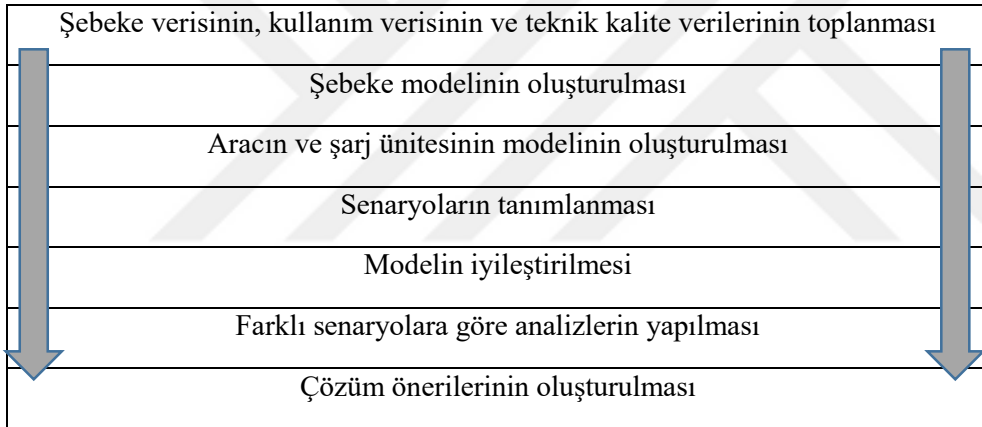 Şebeke verisinin, kullanım verisinin ve teknik kalite verilerinin toplanması
Şebeke modelinin oluşturulması
Aracın ve şarj ünitesinin modelinin oluşturulması
Senaryoların tanımlanması
Modelin iyileştirilmesi
Farklı senaryolara göre analizlerin yapılması
Çözüm önerilerinin oluşturulması